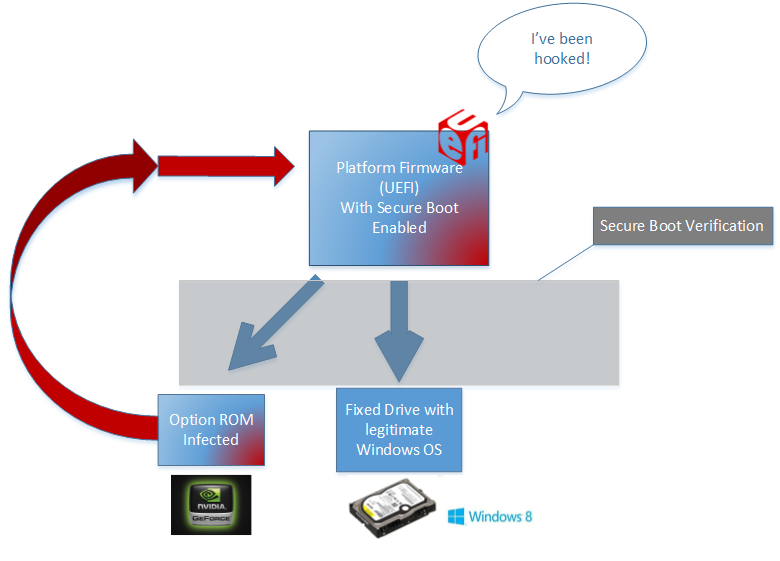 I've been
hooked!
uefi
Platform Firmware
(UEFI)
With Secure Boot
Enabled
Secure Boot Verification
Option ROM
Infected
Fixed Drive with
legitimate
Windows OS
NVIDIA
GEFORCE
Windows 8